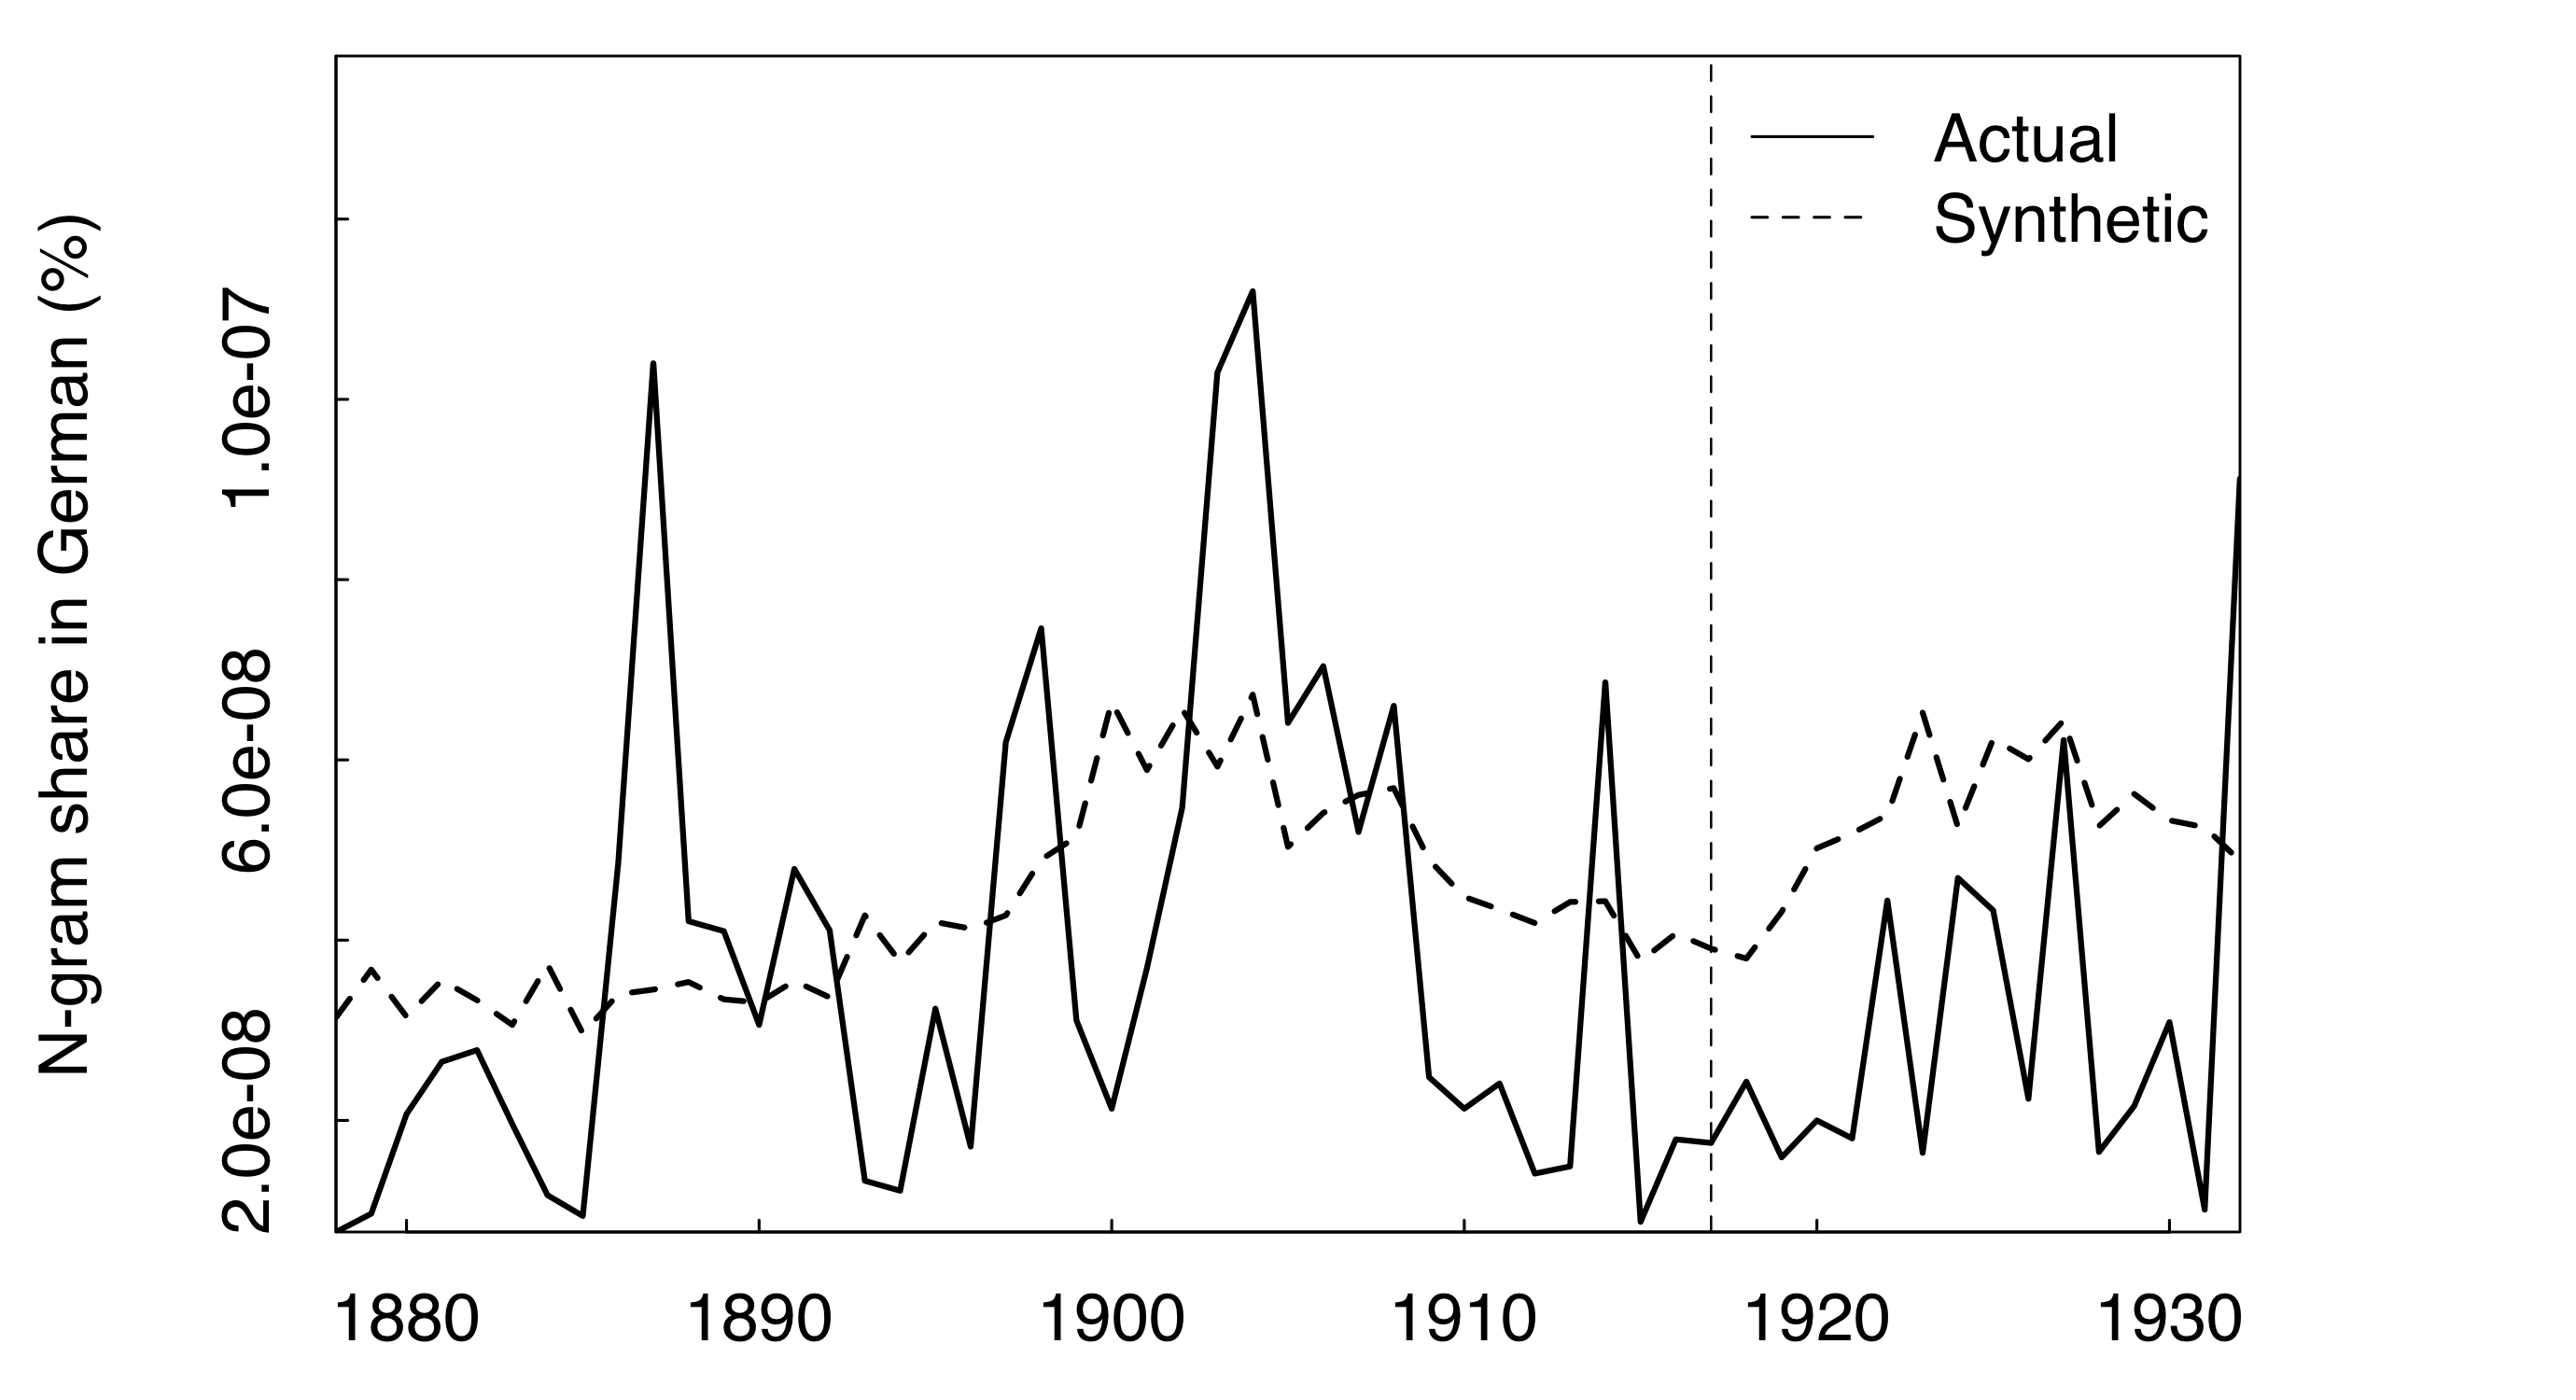 N-gram share in German (%)
1.0e-07
6.0e-08
2.0e-08
Actual
Synthetic
1880 1890 1900 1910 1920 1930